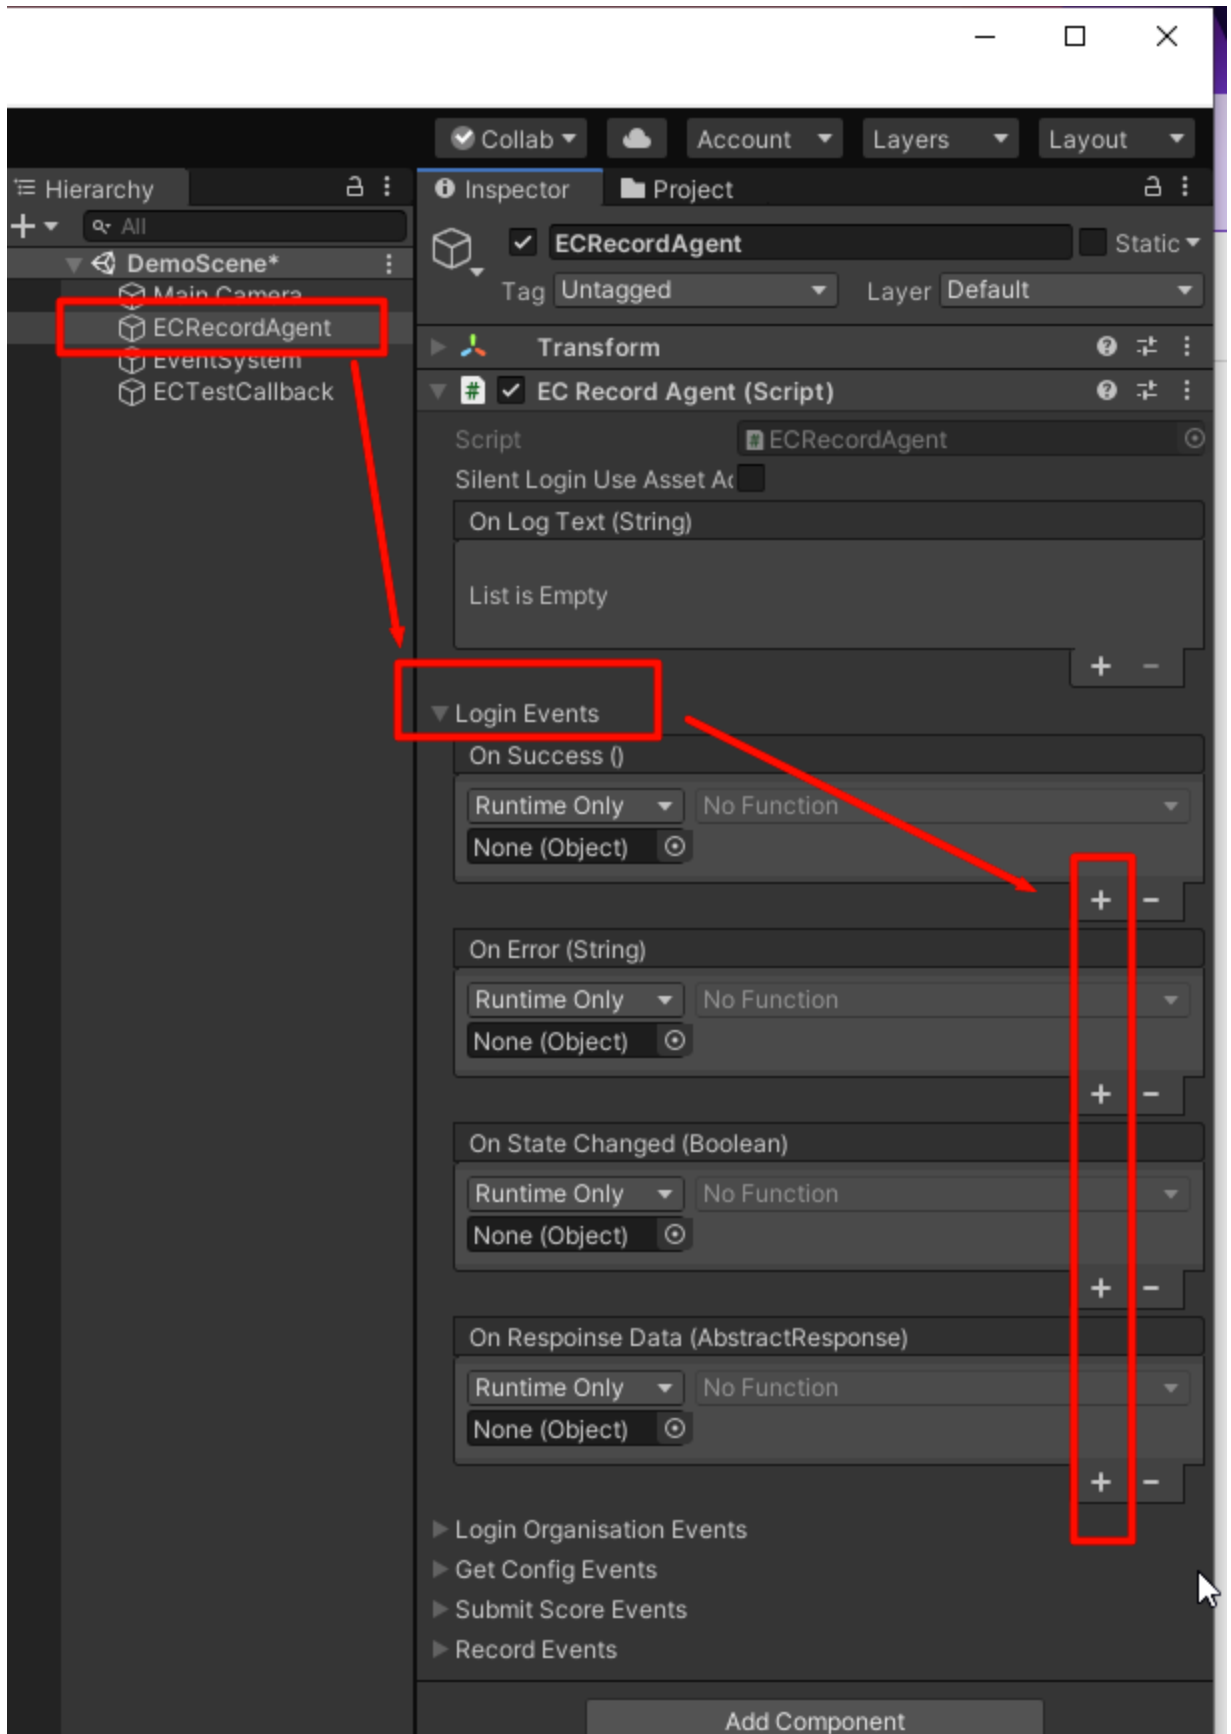 Collab
Account
Layers
Layout
Hierarchy
Inspector
Project
All
DemoScene*
Main Camera
ECRecordAgent
EventSystem
ECTestCallback
ECRecordAgent
Static
Tag Untagged
Layer Default
Transform
# EC Record Agent (Script)
Script
ECRecordAgent
Silent Login Use Asset Ac
On Log Text (String)
List is Empty
+ −
Login Events
On Success ()
Runtime Only
No Function
None (Object)
+ −
On Error (String)
Runtime Only
No Function
None (Object)
+ −
On State Changed (Boolean)
Runtime Only
No Function
None (Object)
+ −
On Respoinse Data (AbstractResponse)
Runtime Only
No Function
None (Object)
+ −
Login Organisation Events
Get Config Events
Submit Score Events
Record Events
Add Component